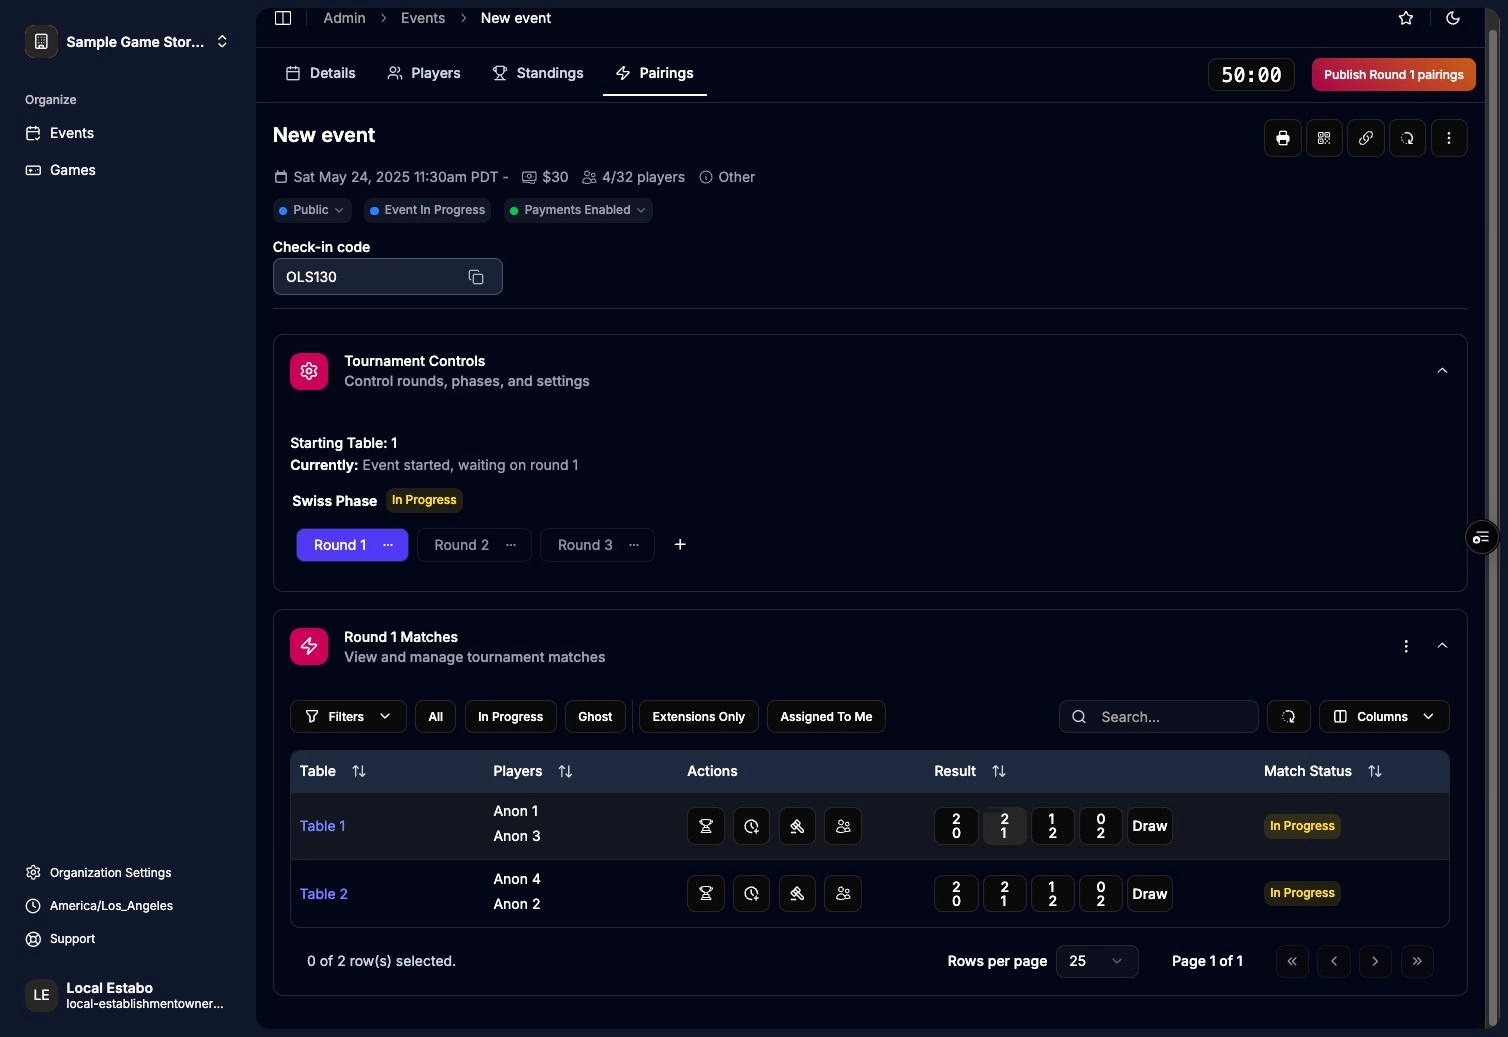 Sample Game Stor...
Organize
Events
Games
Organization Settings
America/Los_Angeles
Support
LE
Local Estabo
local-establishmentowner...
Admin > Events > New event
Details
Players
Standings
Pairings
50:00
Publish Round 1 pairings
New event
Sat May 24, 2025 11:30am PDT -
$30
4/32 players
Other
Public
Event In Progress
Payments Enabled
Check-in code
OLS130
Tournament Controls
Control rounds, phases, and settings
Starting Table: 1
Currently: Event started, waiting on round 1
Swiss Phase
In Progress
Round 1 ...
Round 2 ...
Round 3 ...
+
Round 1 Matches
View and manage tournament matches
Filters
All
In Progress
Ghost
Extensions Only
Assigned To Me
Search...
Columns
Table
Players
Actions
Result
Match Status
Table 1
Anon 1
Anon 3
2
0
2
1
1
2
0
2
Draw
In Progress
Table 2
Anon 4
Anon 2
2
0
2
1
1
2
0
2
Draw
In Progress
0 of 2 row(s) selected.
Rows per page
25
Page 1 of 1